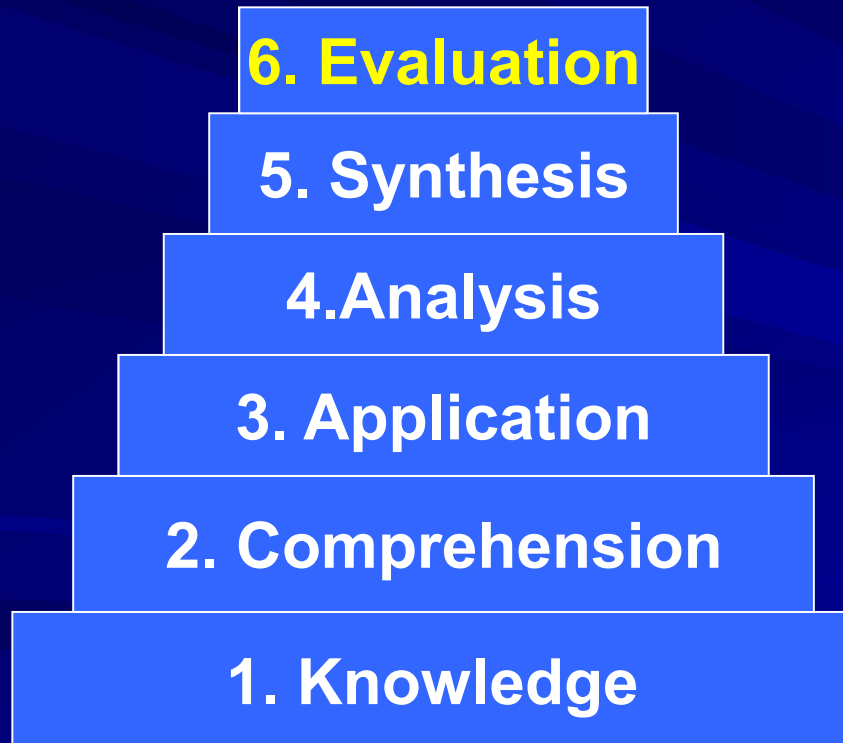 6. Evaluation
5. Synthesis
4.Analysis
3. Application
2. Comprehension
1. Knowledge